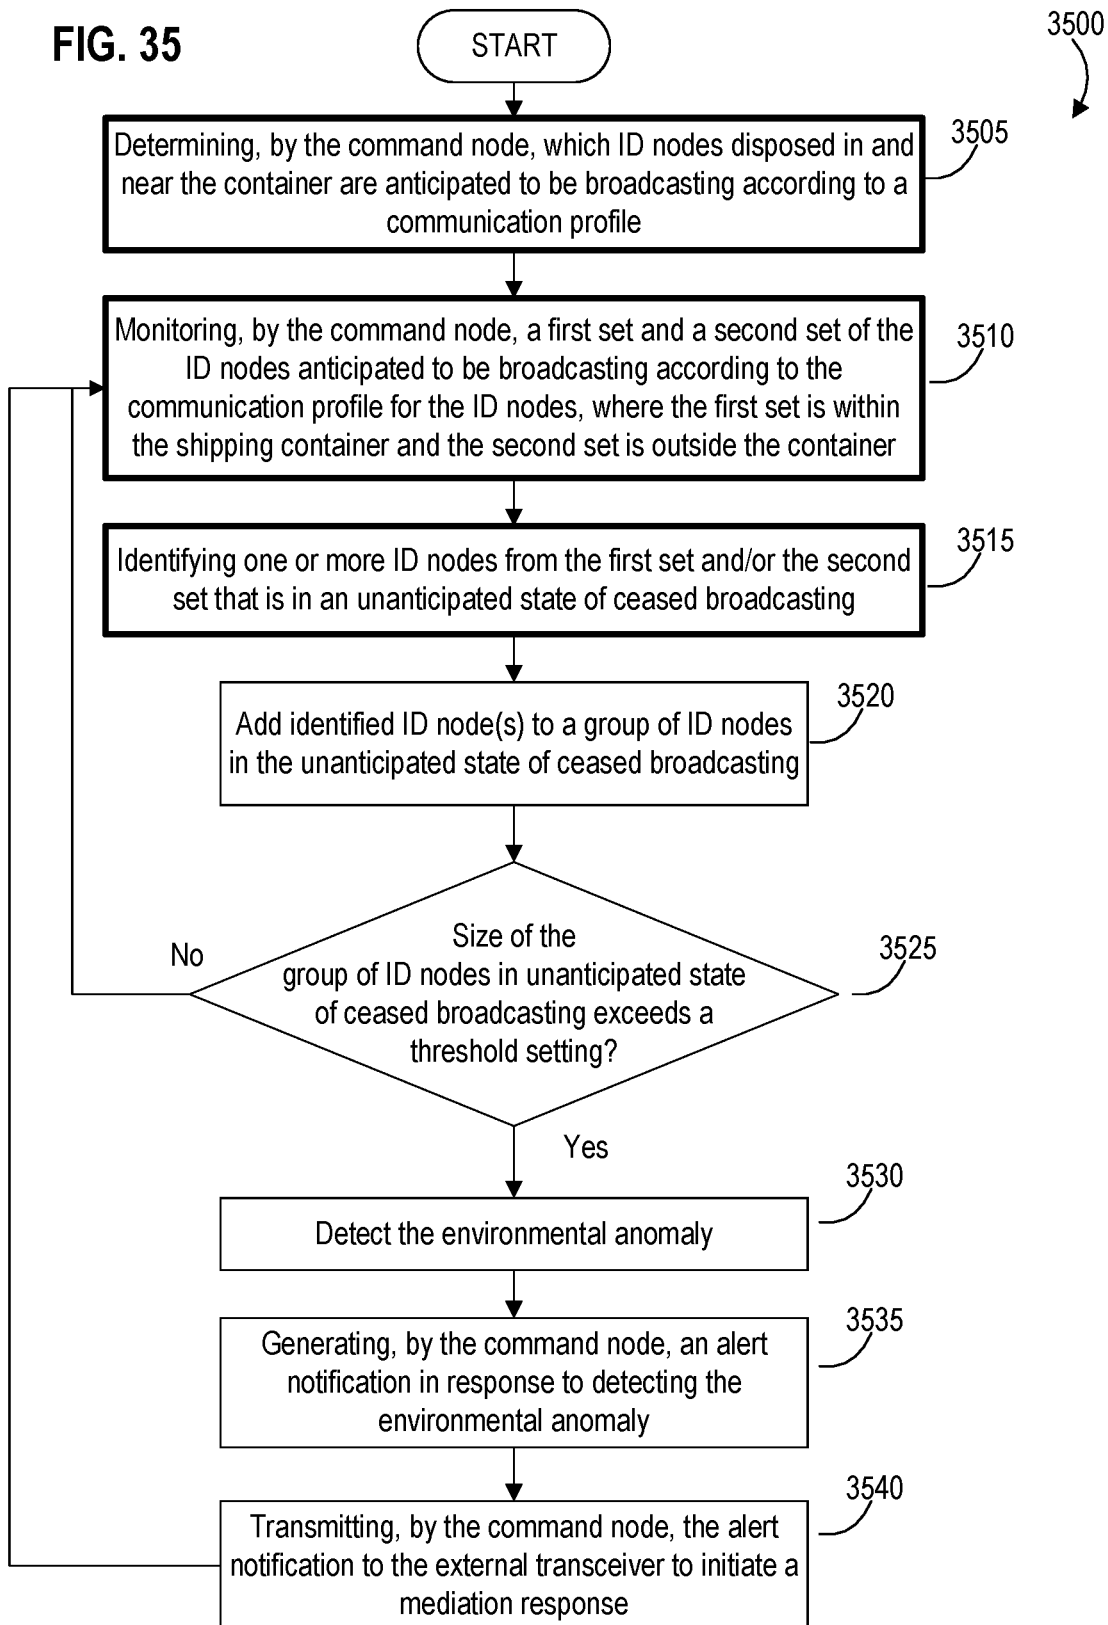 FIG. 35
START
3500
Determining, by the command node, which ID nodes disposed in and
near the container are anticipated to be broadcasting according to a
communication profile
3505
Monitoring, by the command node, a first set and a second set of the
ID nodes anticipated to be broadcasting according to the
communication profile for the ID nodes, where the first set is within
the shipping container and the second set is outside the container
3510
Identifying one or more ID nodes from the first set and/or the second
set that is in an unanticipated state of ceased broadcasting
3515
Add identified ID node(s) to a group of ID nodes
in the unanticipated state of ceased broadcasting
3520
Size of the
group of ID nodes in unanticipated state
of ceased broadcasting exceeds a
threshold setting?
3525
No
Yes
Detect the environmental anomaly
3530
Generating, by the command node, an alert
notification in response to detecting the
environmental anomaly
3535
Transmitting, by the command node, the alert
notification to the external transceiver to initiate a
mediation response
3540